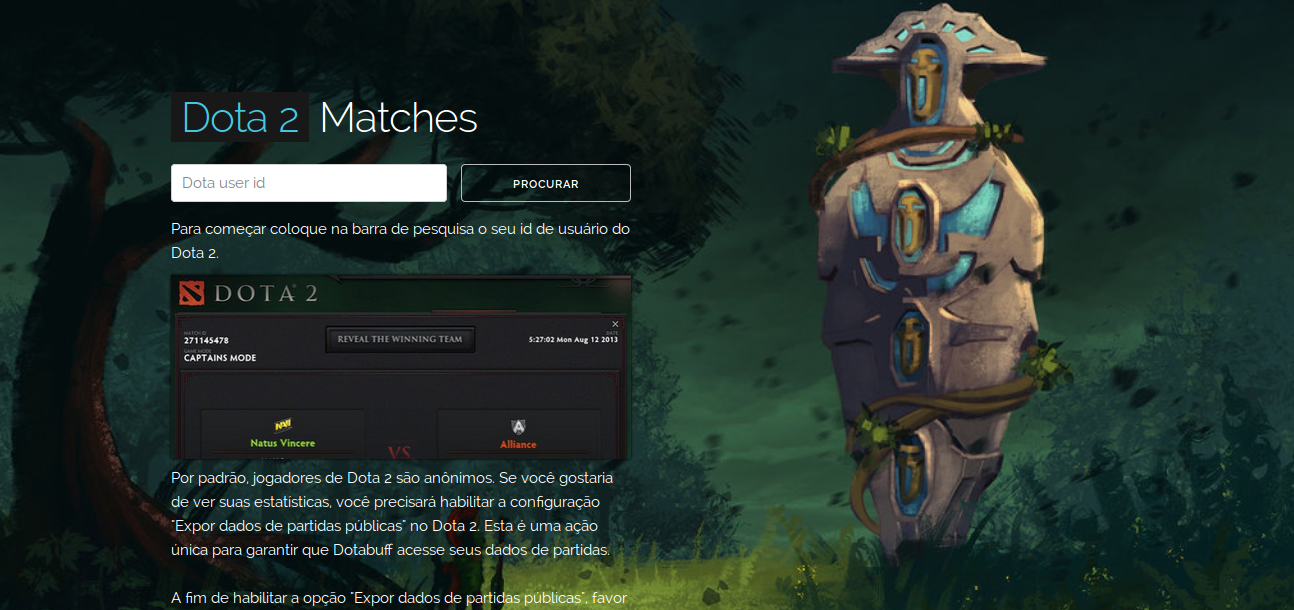 Dota 2 Matches
Dota user id
PROCURAR
Para começar coloque na barra de pesquisa o seu id de usuário do
Dota 2.
DOTA 2
MATCH ID
271145478
GAME MODE
CAPTAINS MODE
REVEAL THE WINNING TEAM
DATE
5:27:02 Mon Aug 12 2013
NAVI
Natus Vincere
VS
Alliance
Por padrão, jogadores de Dota 2 são anônimos. Se você gostaria
de ver suas estatísticas, você precisará habilitar a configuração
"Expor dados de partidas públicas" no Dota 2. Esta é uma ação
única para garantir que Dotabuff acesse seus dados de partidas.
A fim de habilitar a opção "Expor dados de partidas públicas", favor